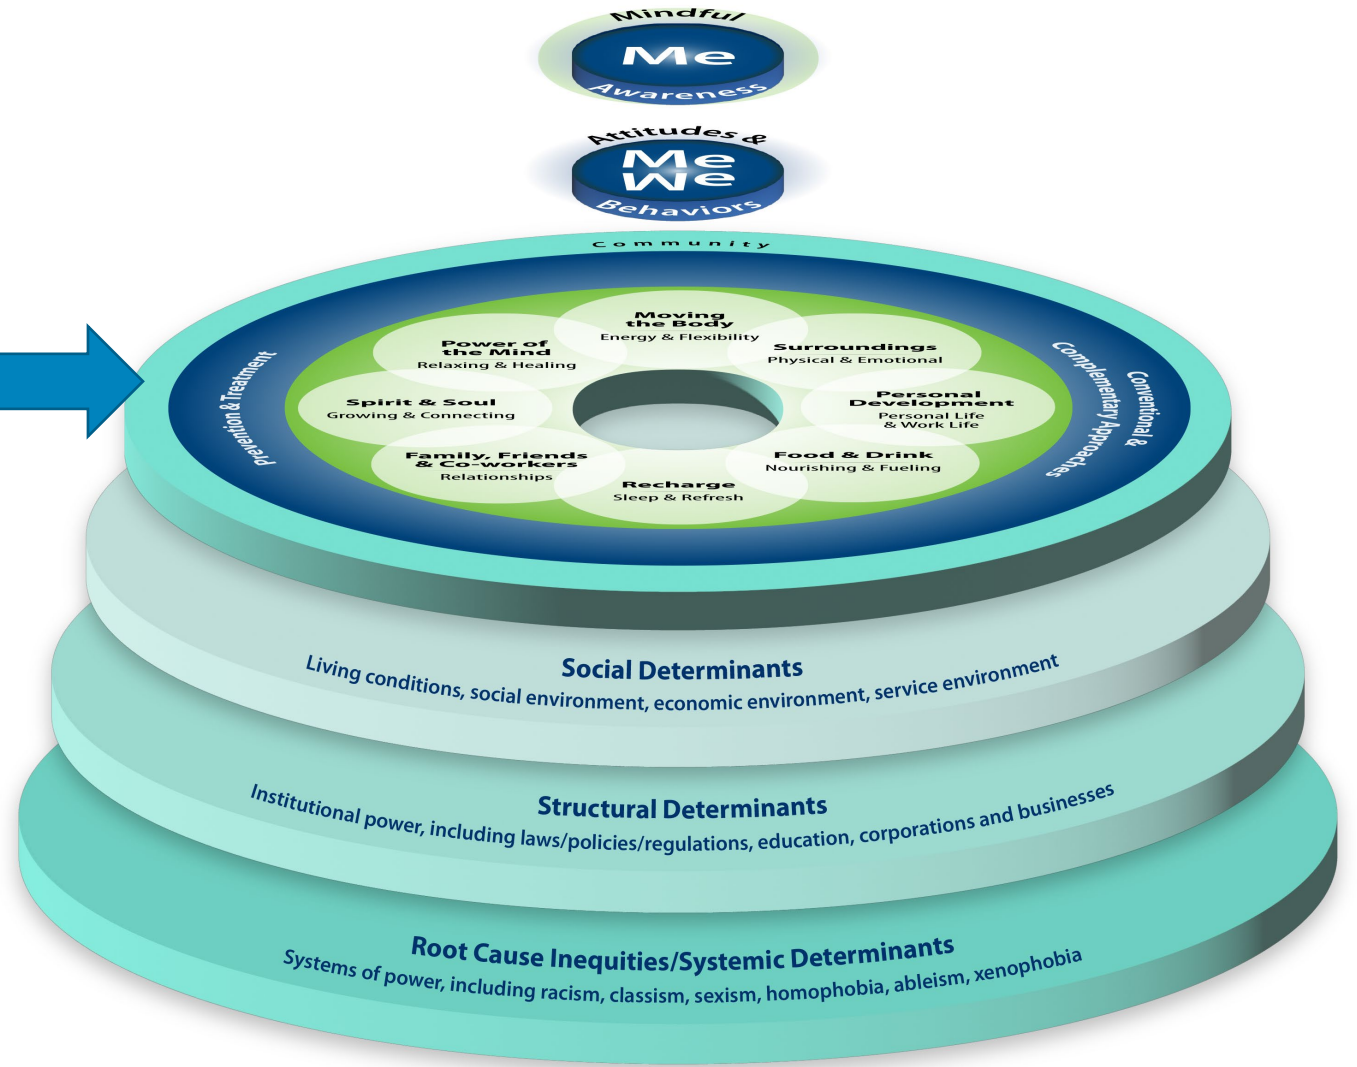 Mindful
Me
Awareness
Attitudes &
Me
We
Behaviors
Community
Prevention & Treatment
Conventional &
Complementary Approaches
Moving
the Body
Energy & Flexibility
Surroundings
Physical & Emotional
Personal
Development
Personal Life
& Work Life
Food & Drink
Nourishing & Fueling
Recharge
Sleep & Refresh
Family, Friends
& Co-workers
Relationships
Spirit & Soul
Growing & Connecting
Power of
the Mind
Relaxing & Healing
Social Determinants
Living conditions, social environment, economic environment, service environment
Structural Determinants
Institutional power, including laws/policies/regulations, education, corporations and businesses
Root Cause Inequities/Systemic Determinants
Systems of power, including racism, classism, sexism, homophobia, ableism, xenophobia